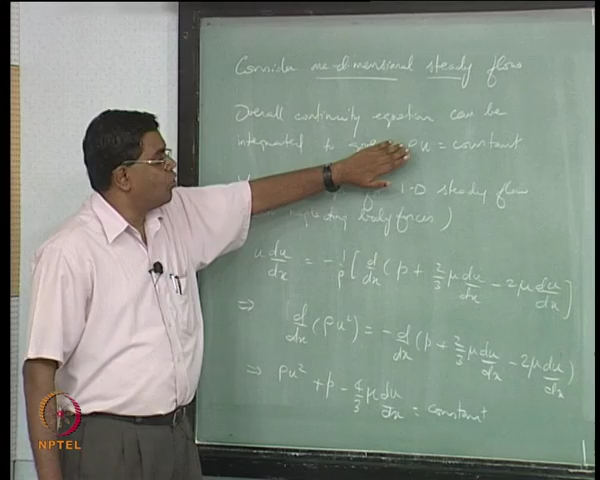 Consider one-dimensional steady flow
Overall continuity equation can be
integrated to ρu = constant
1-D steady flow
neglecting body forces)
u du/dx = -1/ρ [ d/dx ( p + 2/3 μ du/dx - 2μ du/dx ]
⇒ d/dx (ρu²) = - d/dx (p + 2/3 μ du/dx - 2μ du/dx)
⇒ ρu² + p - 4/3 μ du/dx = constant
NPTEL